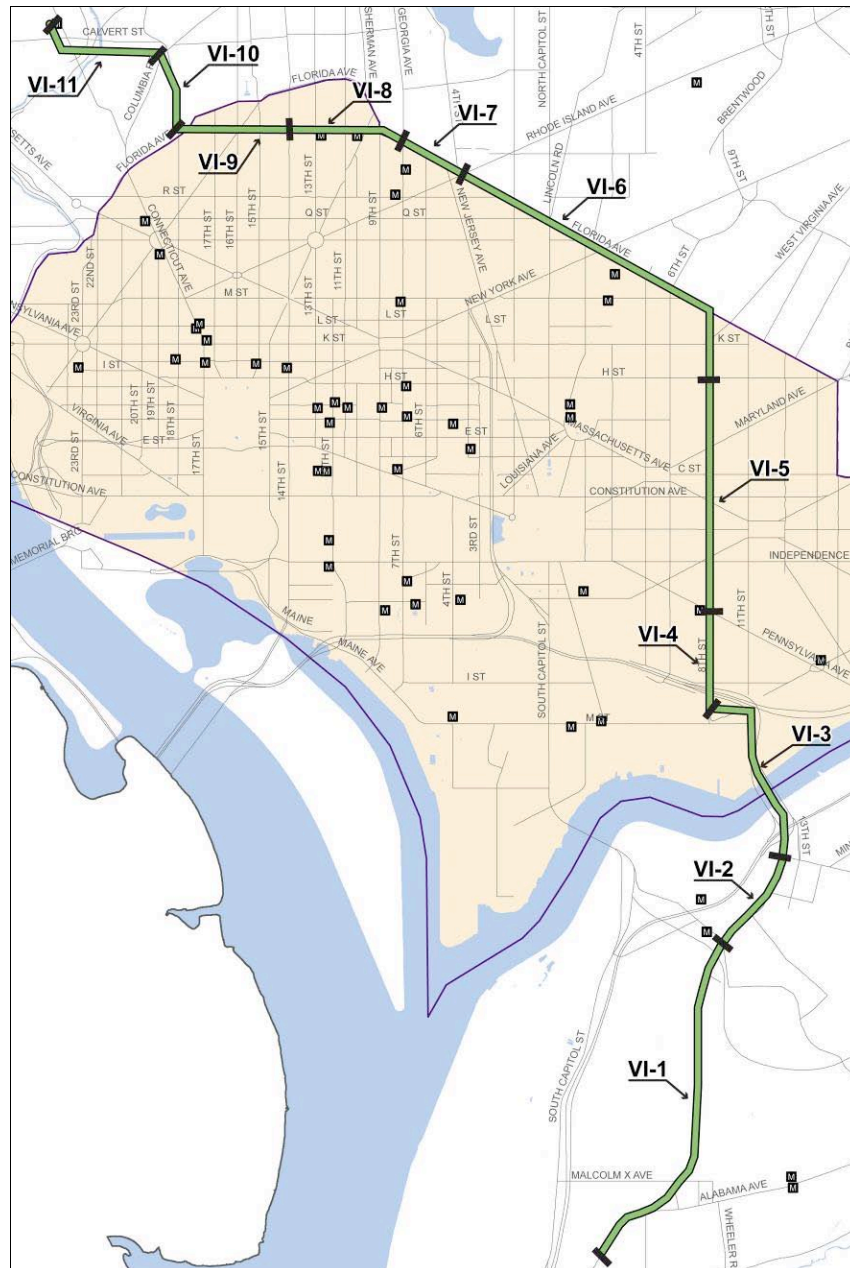 CALVERT ST
VI-11
VI-10
COLUMBIA R
FLORIDA AVE
SHERMAN AVE
GEORGIA AVE
VI-8
4TH ST
VI-7
NORTH CAPITOL ST
4TH ST
7TH ST
BRENTWOOD
RHODE ISLAND AVE
LINCOLN RD
9TH ST
SETTS AVE
FLORIDA AVE
VI-9
R ST
13TH ST
15TH ST
16TH ST
17TH ST
Q ST
9TH ST
Q ST
NEW JERSEY AVE
VI-6
FLORIDA AVE
6TH ST
WEST VIRGINIA AVE
CONNECTICUT AVE
22ND ST
23RD ST
M ST
13TH ST
11TH ST
NEW YORK AVE
NSYLVANIA AVE
L ST
L ST
L ST
K ST
K ST
I ST
H ST
H ST
MARYLAND AVE
20TH ST
19TH ST
18TH ST
VIRGINIA AVE
E ST
23RD ST
17TH ST
15TH ST
14TH ST
6TH ST
E ST
LOUISIANA AVE
MASSACHUSETTS AVE
C ST
CONSTITUTION AVE
CONSTITUTION AVE
VI-5
MEMORIAL BRG
7TH ST
3RD ST
4TH ST
INDEPENDENCE
11TH ST
MAINE
MAINE AVE
I ST
SOUTH CAPITOL ST
VI-4
8TH ST
PENNSYLVANIA AVE
M ST
VI-3
13TH ST
MIN
VI-2
VI-1
SOUTH CAPITOL ST
MALCOLM X AVE
ALABAMA AVE
WHEELER R